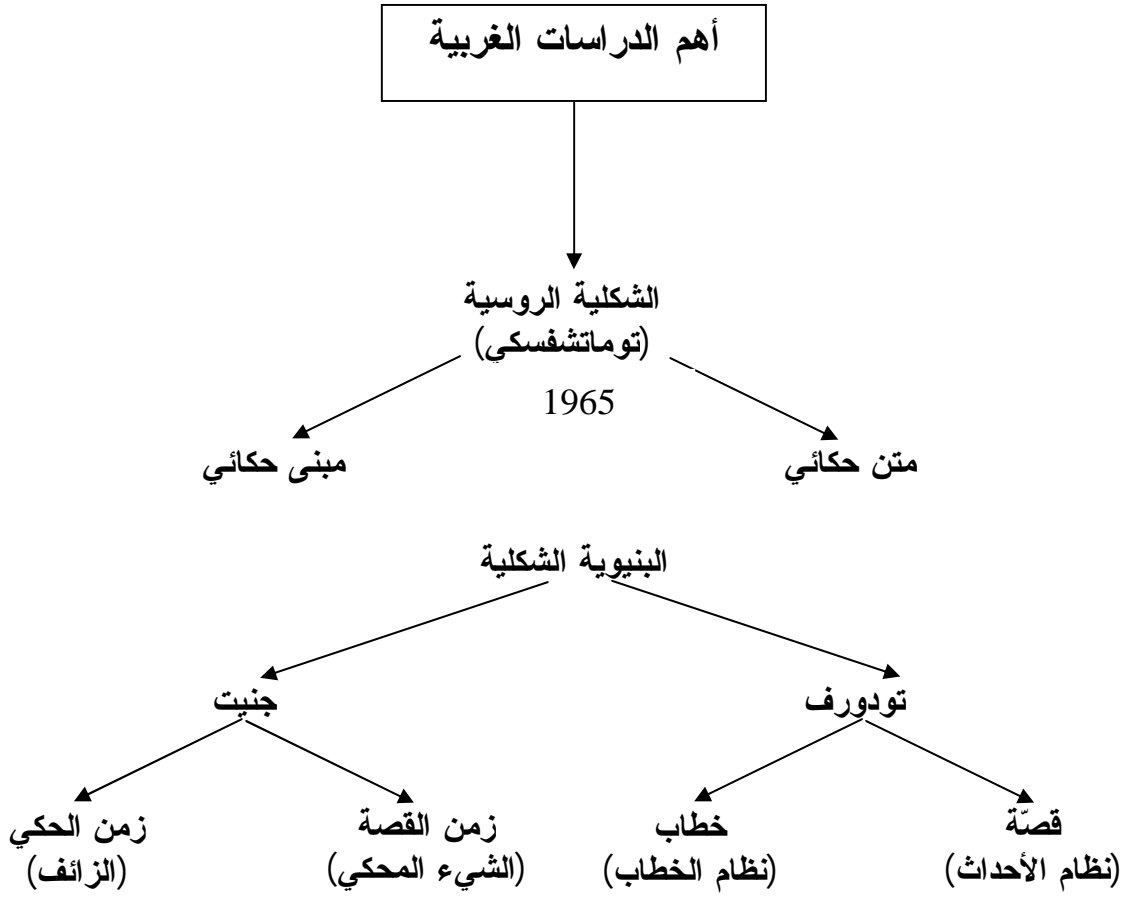 أهم الدراسات الغربية
الشكلية الروسية
(توماتشفسكي)
1965
متن حكائي
مبنى حكائي
البنيوية الشكلية
تودورف
جنيت
قصّة
(نظام الأحداث)
خطاب
(نظام الخطاب)
زمن القصة
(الشيء المحكي)
زمن الحكي
(الزائف)